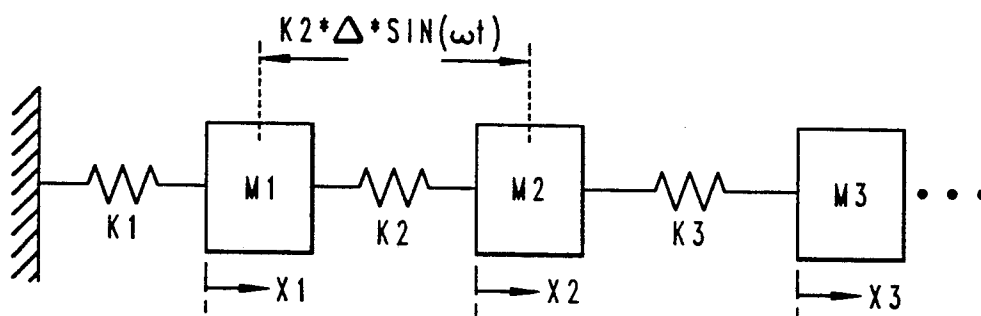 K2*Δ*SIN(ωt)
M1
M2
M3
K1
K2
K3
X1
X2
X3